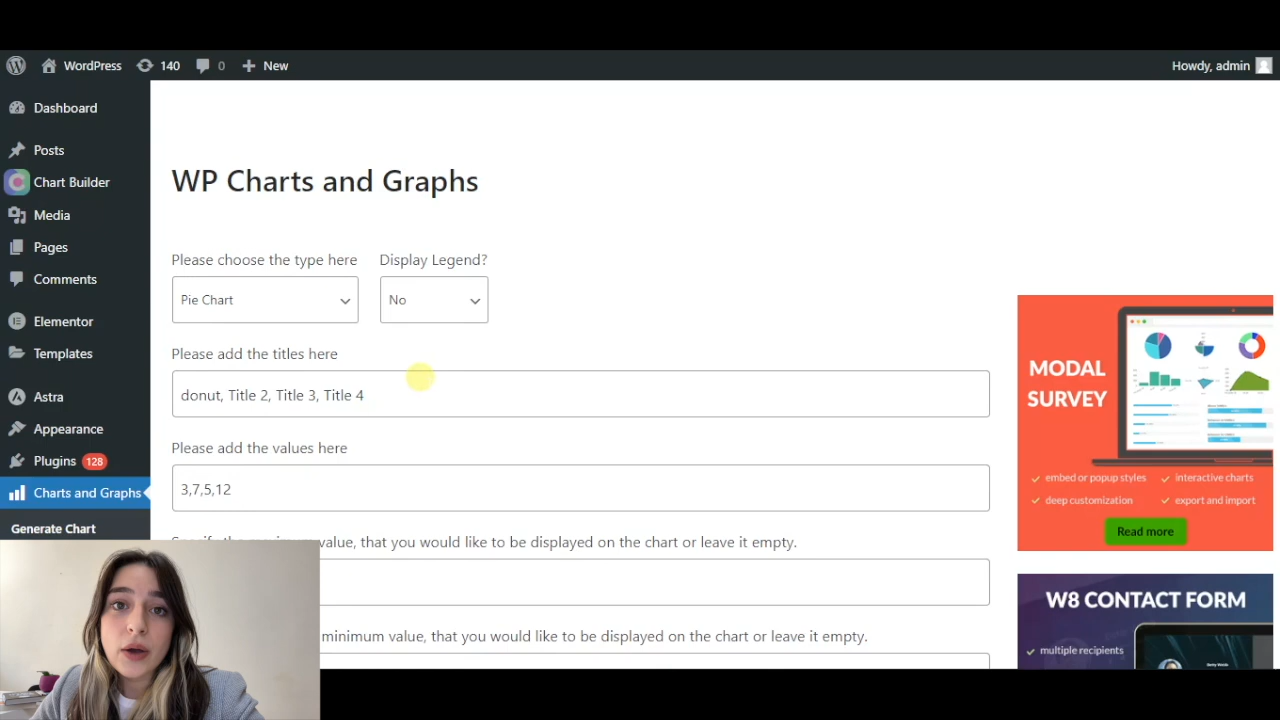 WordPress 140 0 New Howdy, admin
Dashboard
Posts
Chart Builder
Media
Pages
Comments
Elementor
Templates
Astra
Appearance
Plugins 128
Charts and Graphs
Generate Chart
WP Charts and Graphs
Please choose the type here Display Legend?
Pie Chart No
Please add the titles here
donut, Title 2, Title 3, Title 4
Please add the values here
3,7,5,12
value, that you would like to be displayed on the chart or leave it empty.
minimum value, that you would like to be displayed on the chart or leave it empty.
MODAL
SURVEY
embed or popup styles interactive charts
deep customization export and import
Read more
W8 CONTACT FORM
multiple recipients